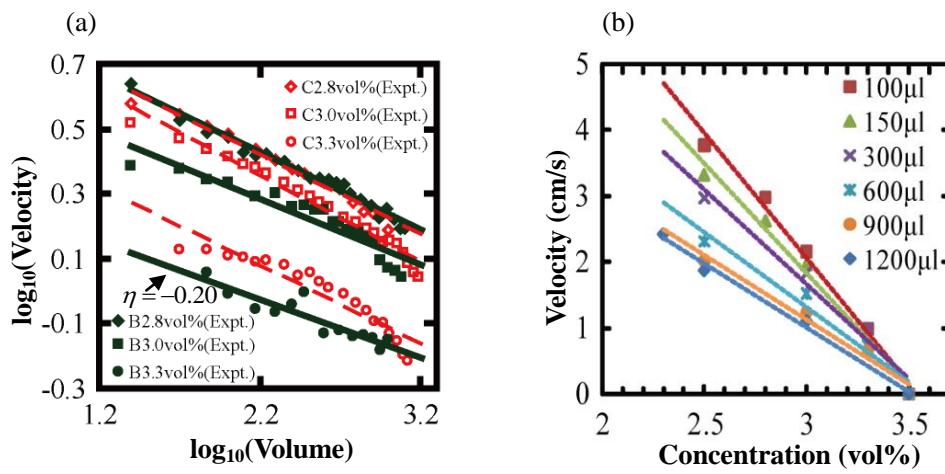 (a)
(b)
0.7
0.5
0.3
0.1
-0.1
-0.3
log₁₀(Velocity)
C2.8vol%(Expt.)
C3.0vol%(Expt.)
C3.3vol%(Expt.)
η = −0.20
B2.8vol%(Expt.)
B3.0vol%(Expt.)
B3.3vol%(Expt.)
1.2 2.2 3.2
log₁₀(Volume)
5
4
3
2
1
0
Velocity (cm/s)
100µl
150µl
300µl
600µl
900µl
1200µl
2 2.5 3 3.5
Concentration (vol%)